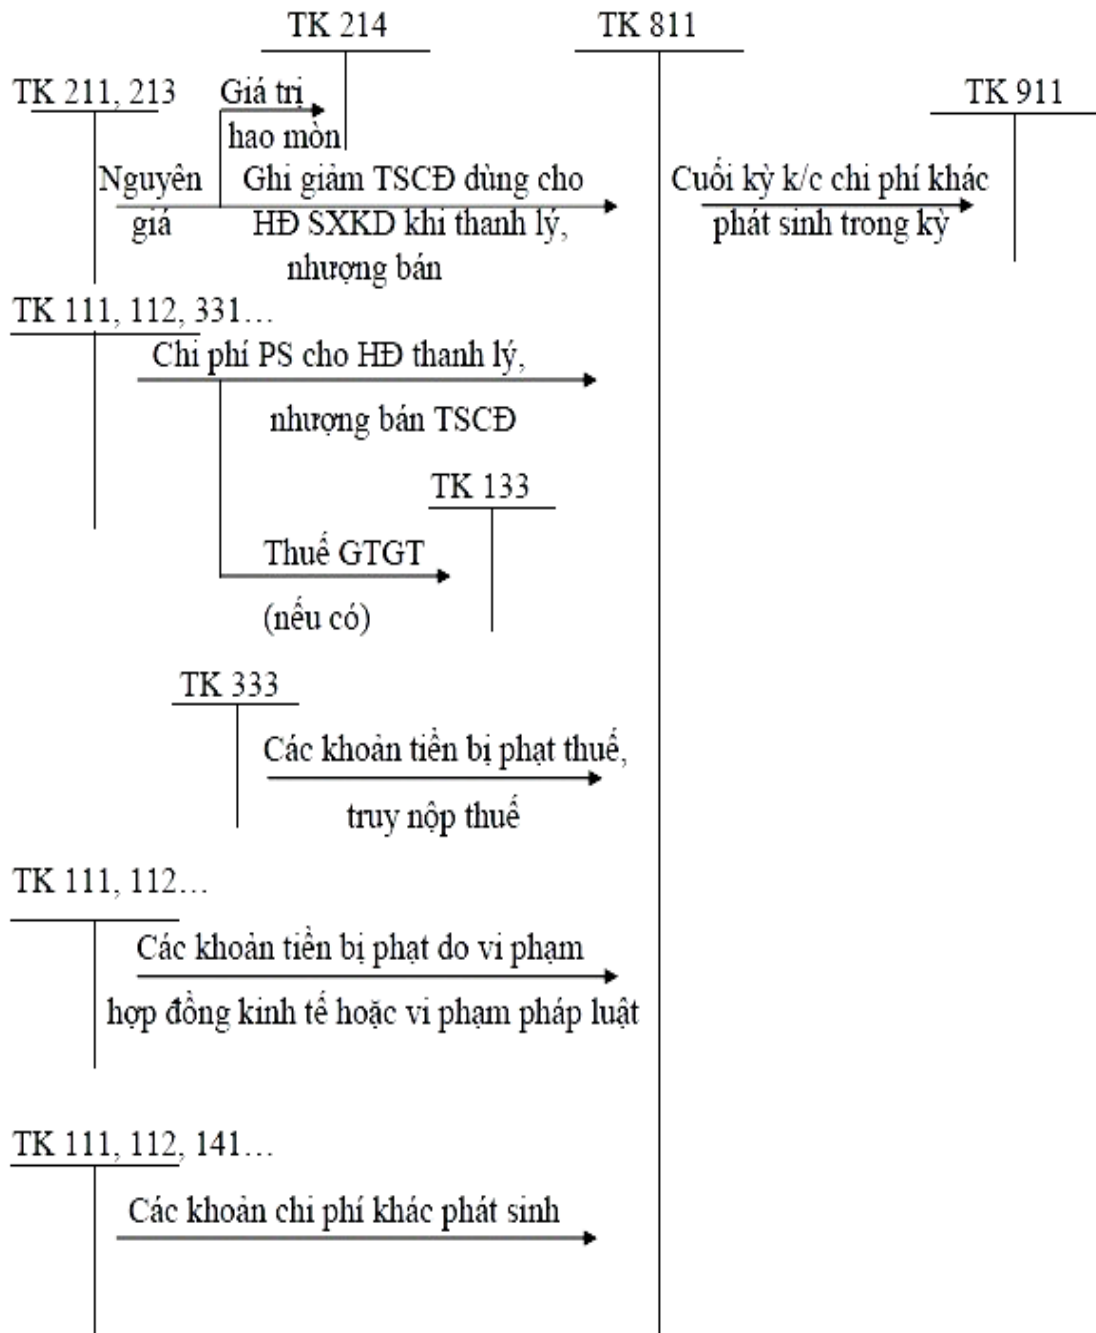 TK 214
TK 811
TK 211, 213
Giá trị
hao mòn
TK 911
Nguyên
giá
Ghi giảm TSCĐ dùng cho
HĐ SXKD khi thanh lý,
nhượng bán
Cuối kỳ k/c chi phí khác
phát sinh trong kỳ
TK 111, 112, 331...
Chi phí PS cho HĐ thanh lý,
nhượng bán TSCĐ
TK 133
Thuế GTGT
(nếu có)
TK 333
Các khoản tiền bị phạt thuế,
truy nộp thuế
TK 111, 112...
Các khoản tiền bị phạt do vi phạm
hợp đồng kinh tế hoặc vi phạm pháp luật
TK 111, 112, 141...
Các khoản chi phí khác phát sinh